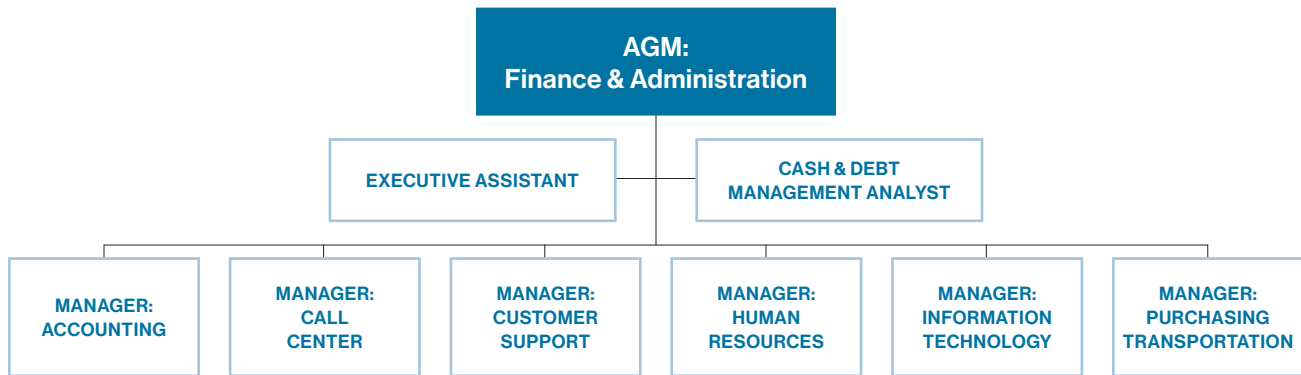 AGM:
Finance & Administration
EXECUTIVE ASSISTANT
CASH & DEBT
MANAGEMENT ANALYST
MANAGER:
ACCOUNTING
MANAGER:
CALL
CENTER
MANAGER:
CUSTOMER
SUPPORT
MANAGER:
HUMAN
RESOURCES
MANAGER:
INFORMATION
TECHNOLOGY
MANAGER:
PURCHASING
TRANSPORTATION